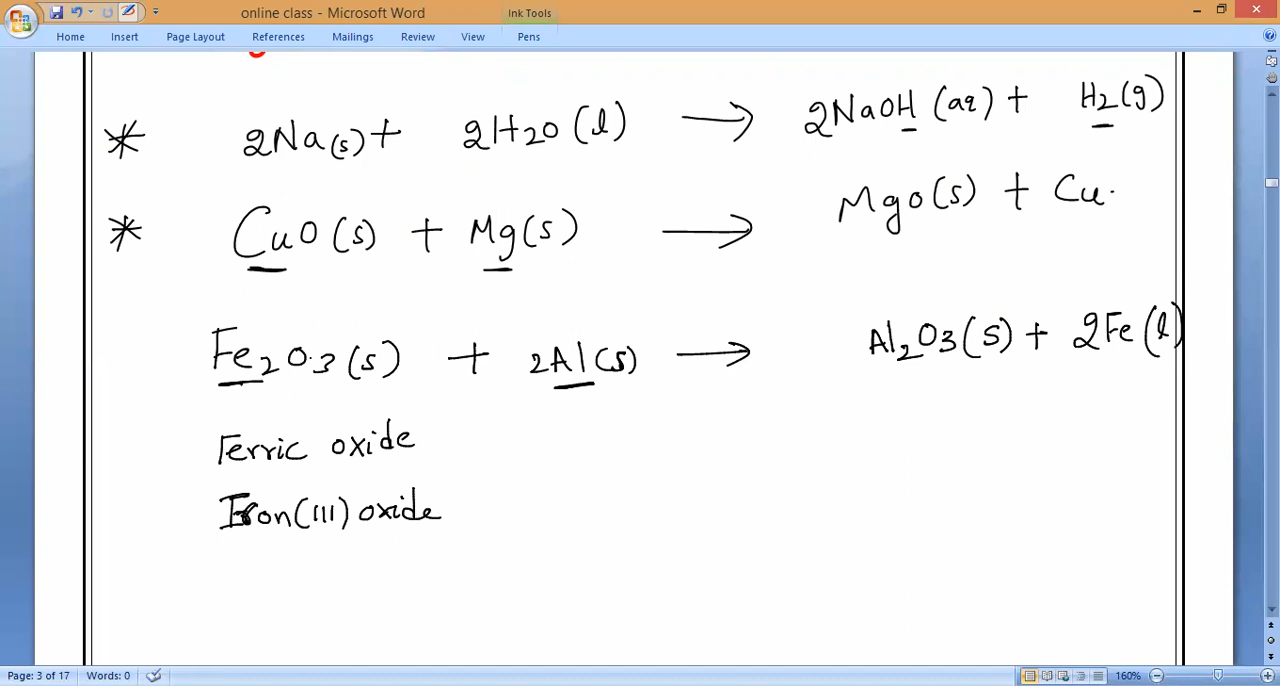 online class - Microsoft Word
Ink Tools
Home Insert Page Layout References Mailings Review View Pens
* 2Na(s) + 2H2O(l) → 2NaOH(aq) + H2(g)
* CuO(s) + Mg(s) → MgO(s) + Cu.
Fe2O3(s) + 2Al(s) → Al2O3(s) + 2Fe(l)
Ferric oxide
Iron(III) oxide
Page: 3 of 17 Words: 0 160%